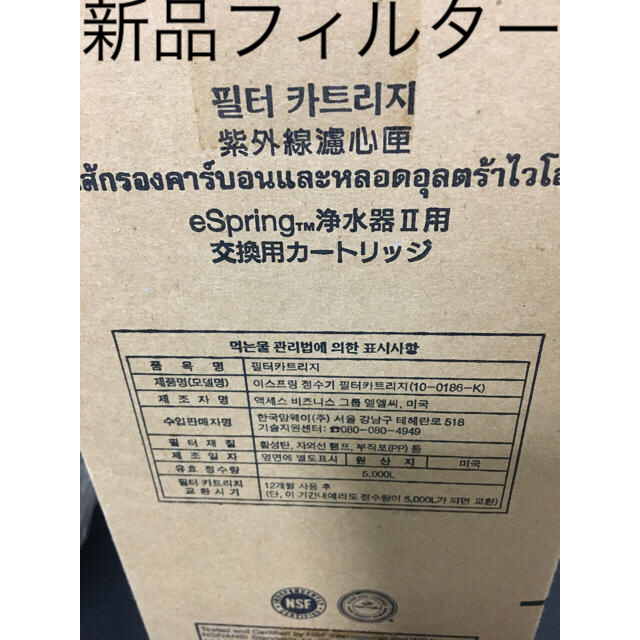 新品フィルター
필터 카트리지
紫外線濾心匣
ส้กรองคาร์บอนและหลอดอุลตร้าไวโอ
eSpring™浄水器Ⅱ用
交換用カートリッジ
먹는물 관리법에 의한 표시사항
품 목 명 필터카트리지
제품명(모델명) 이스프링 정수기 필터카트리지(10-0186-K)
제 조 자 명 액세스 비즈니스 그룹 엘엘씨, 미국
수입판매자명 한국암웨이(주) 서울 강남구 테헤란로 518
기술지원센터: ☎080-080-4949
필 터 재 질 활성탄, 자외선 램프, 부직포(PP) 등
제 조 일 자 옆면에 별도표시 원 산 지 미국
유효 정수량 5,000L
필터 카트리지 교환시기 12개월 사용 후
(단, 이 기간내에라도 정수량이 5,000L가 되면 교환)
NSF
Tested and Certified by NSF International
NSF/ANSI